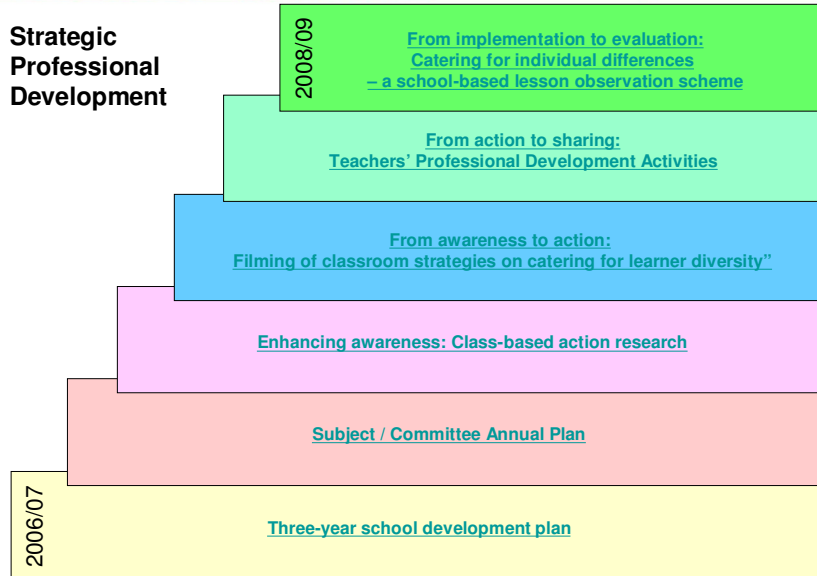 Strategic
Professional
Development
2008/09
From implementation to evaluation:
Catering for individual differences
– a school-based lesson observation scheme
From action to sharing:
Teachers’ Professional Development Activities
From awareness to action:
Filming of classroom strategies on catering for learner diversity”
Enhancing awareness: Class-based action research
Subject / Committee Annual Plan
2006/07
Three-year school development plan